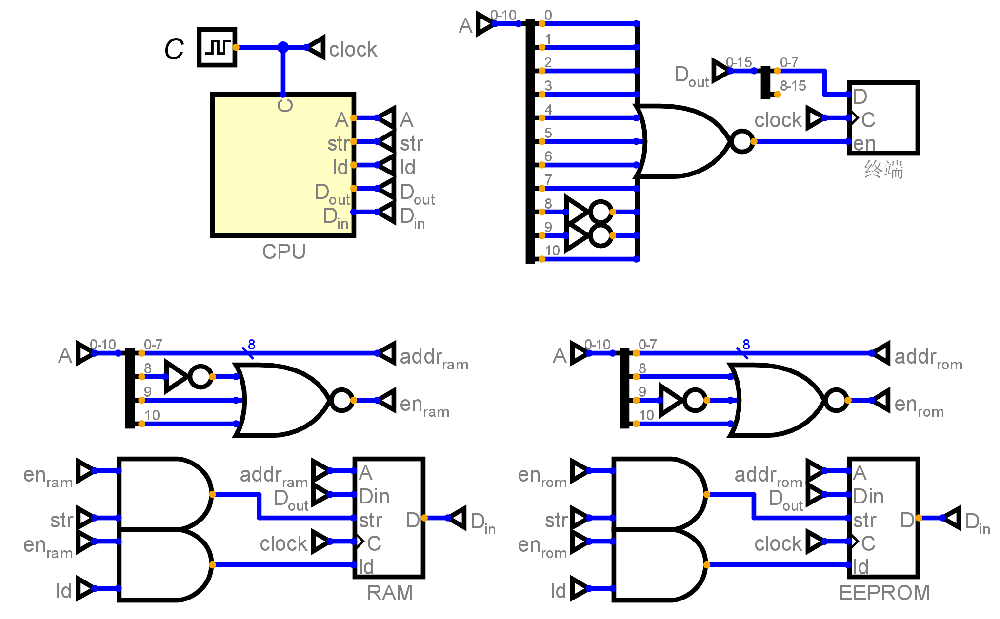 C
clock
C
A
A
str
str
ld
ld
Dout
Dout
Din
Din
CPU
A
0-10
0
1
2
3
4
5
6
7
8
9
10
Dout
0-15
0-7
8-15
D
clock
C
en
终端
A
0-10
0-7
8
8
9
10
addrram
enram
enram
str
enram
ld
addrram
A
Dout
Din
str
clock
C
ld
D
Din
RAM
A
0-10
0-7
8
8
9
10
addrrom
enrom
enrom
str
enrom
ld
addrrom
A
Dout
Din
str
clock
C
ld
D
Din
EEPROM